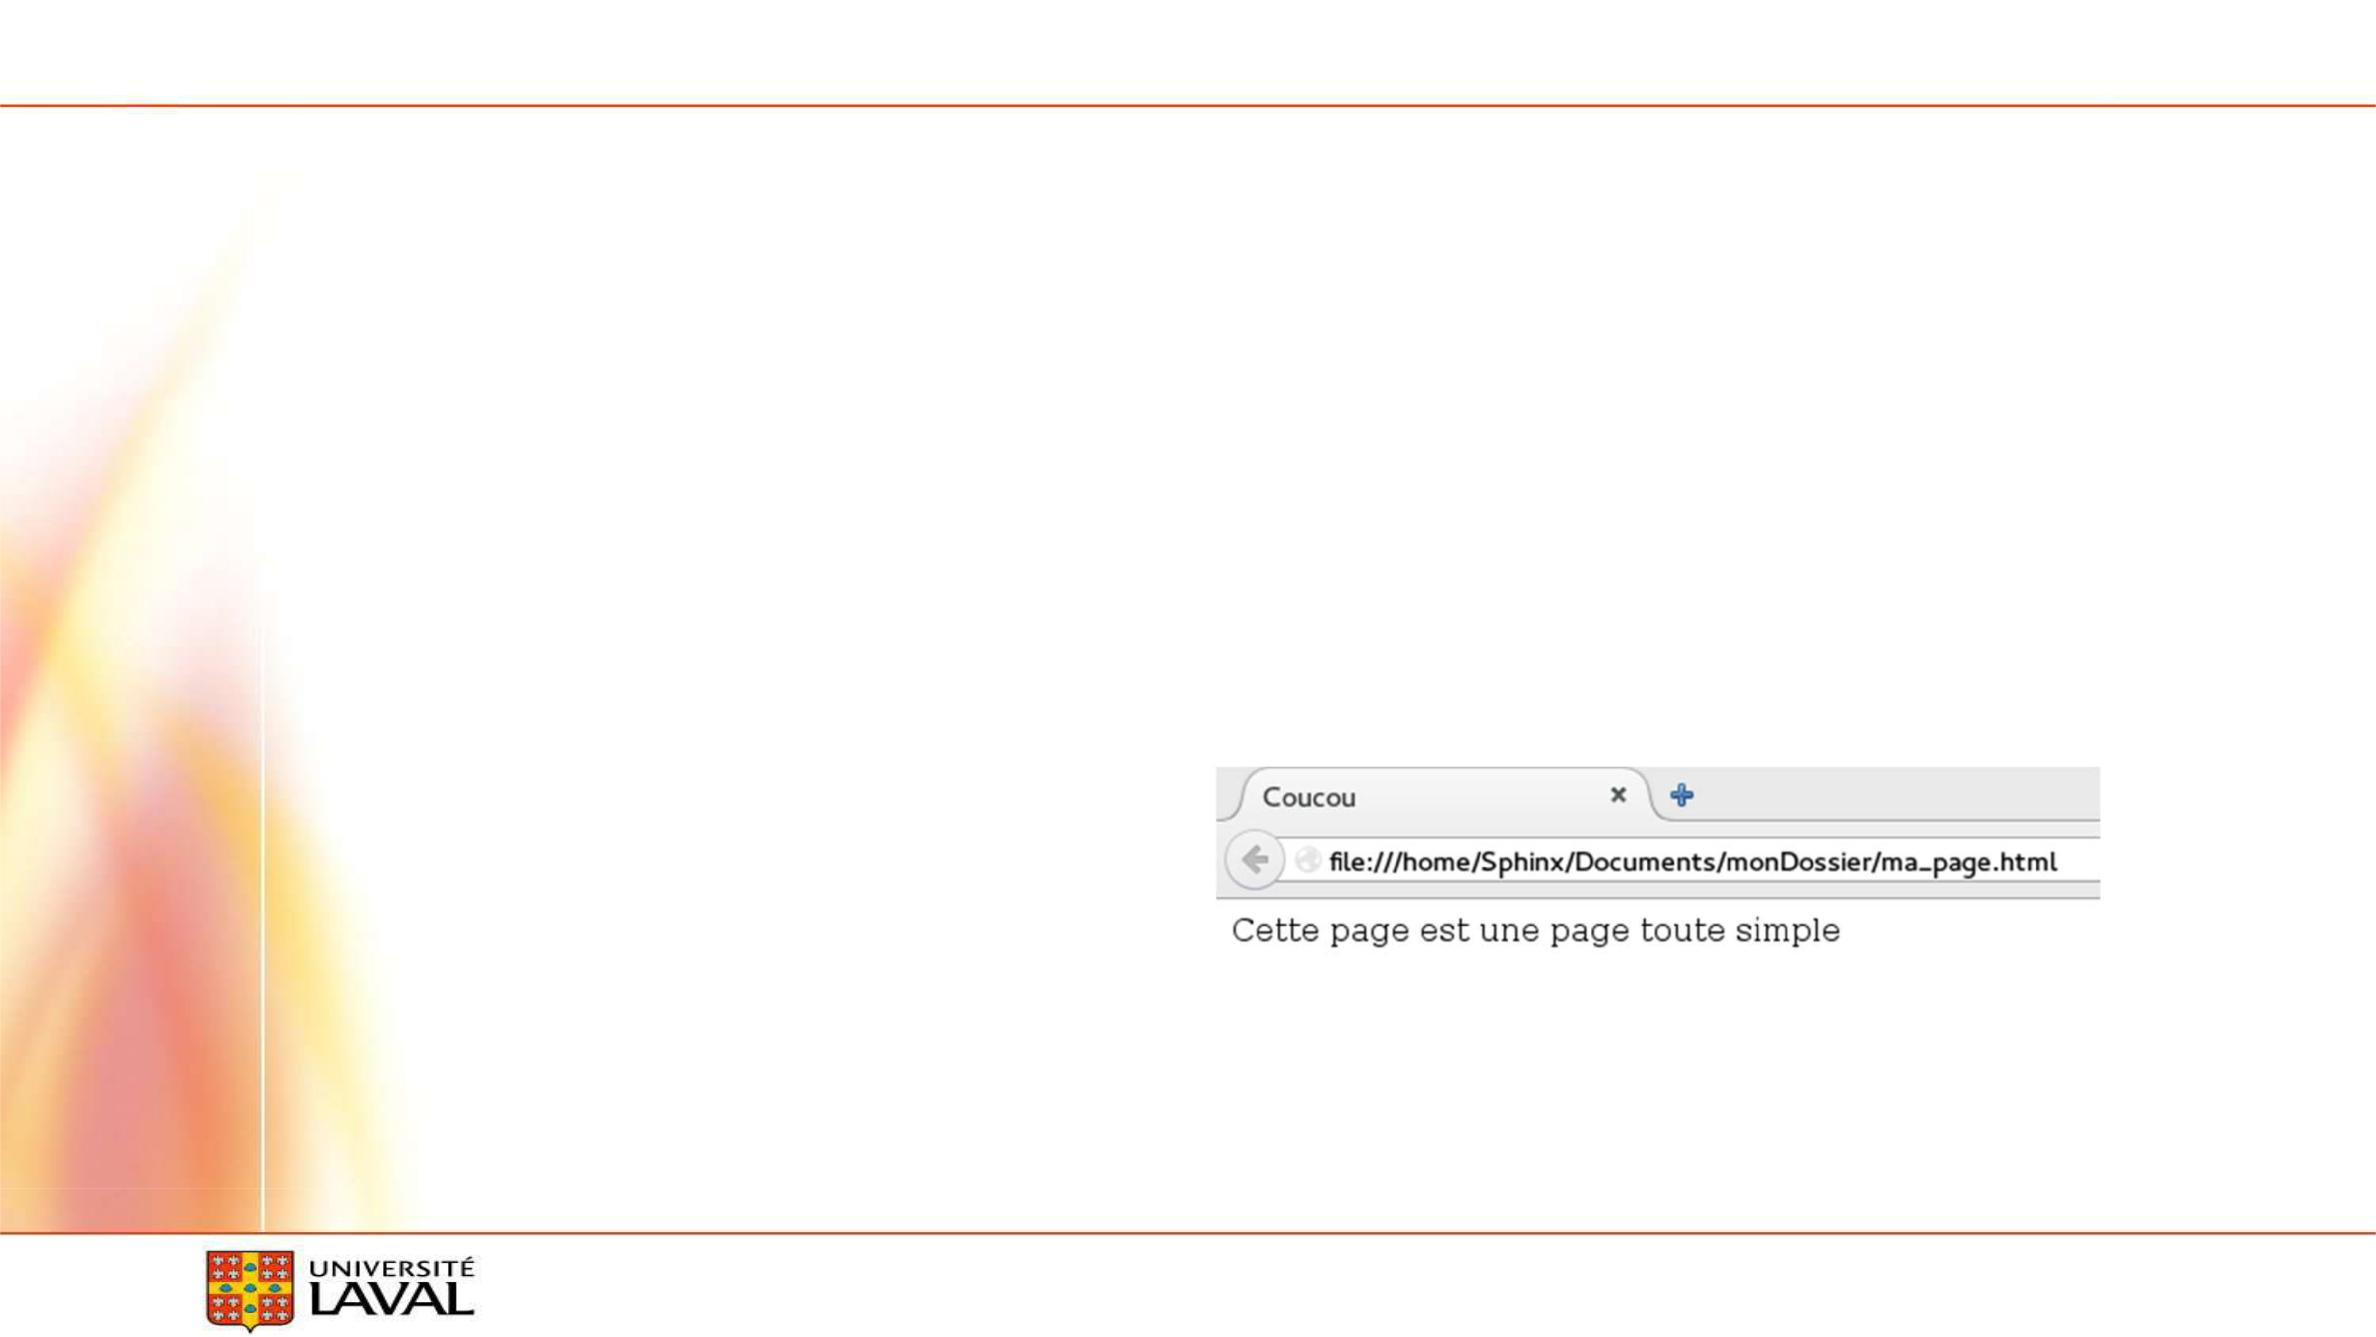 Coucou
file:///home/Sphinx/Documents/monDossier/ma_page.html
Cette page est une page toute simple
UNIVERSITÉ
LAVAL